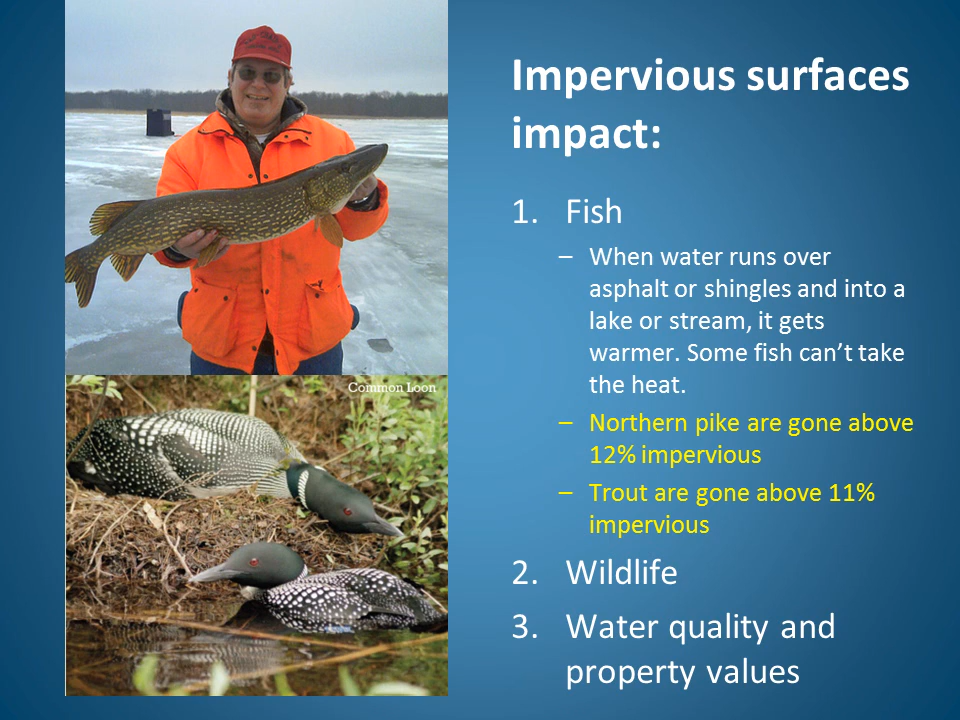 Impervious surfaces
impact:
1. Fish
– When water runs over
asphalt or shingles and into a
lake or stream, it gets
warmer. Some fish can’t take
the heat.
– Northern pike are gone above
12% impervious
– Trout are gone above 11%
impervious
2. Wildlife
3. Water quality and
property values
Common Loon